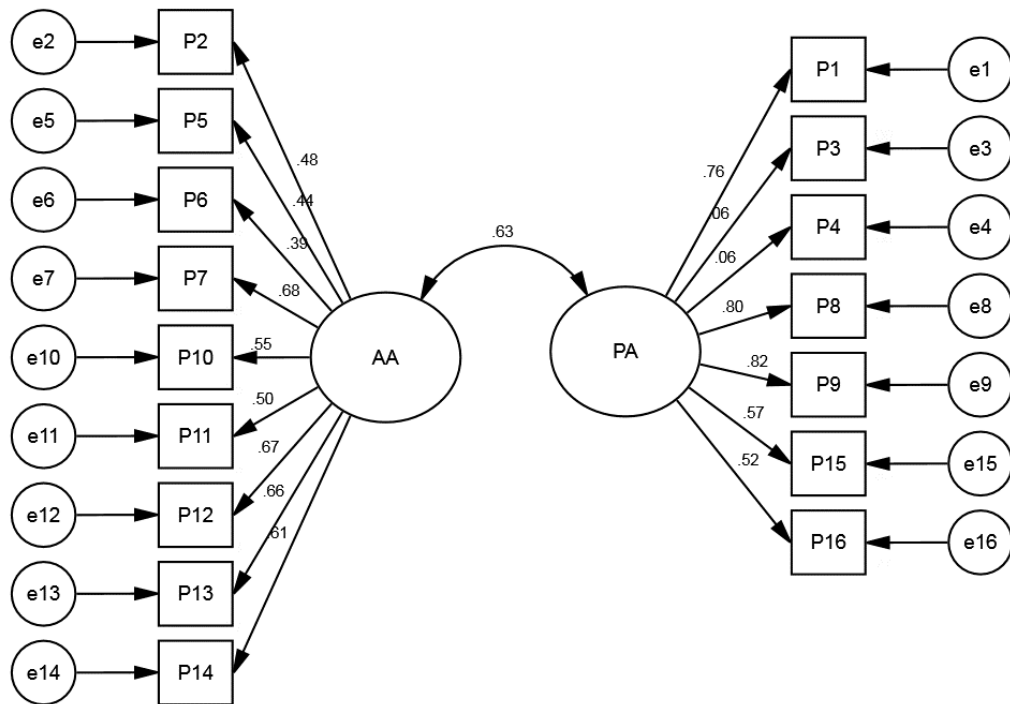 e2 P2
e5 P5
e6 P6
e7 P7
e10 P10
e11 P11
e12 P12
e13 P13
e14 P14
.48
.44
.39
.68
.55
.50
.67
.66
.61
AA
.63
PA
.76
.06
.06
.80
.82
.57
.52
P1 e1
P3 e3
P4 e4
P8 e8
P9 e9
P15 e15
P16 e16